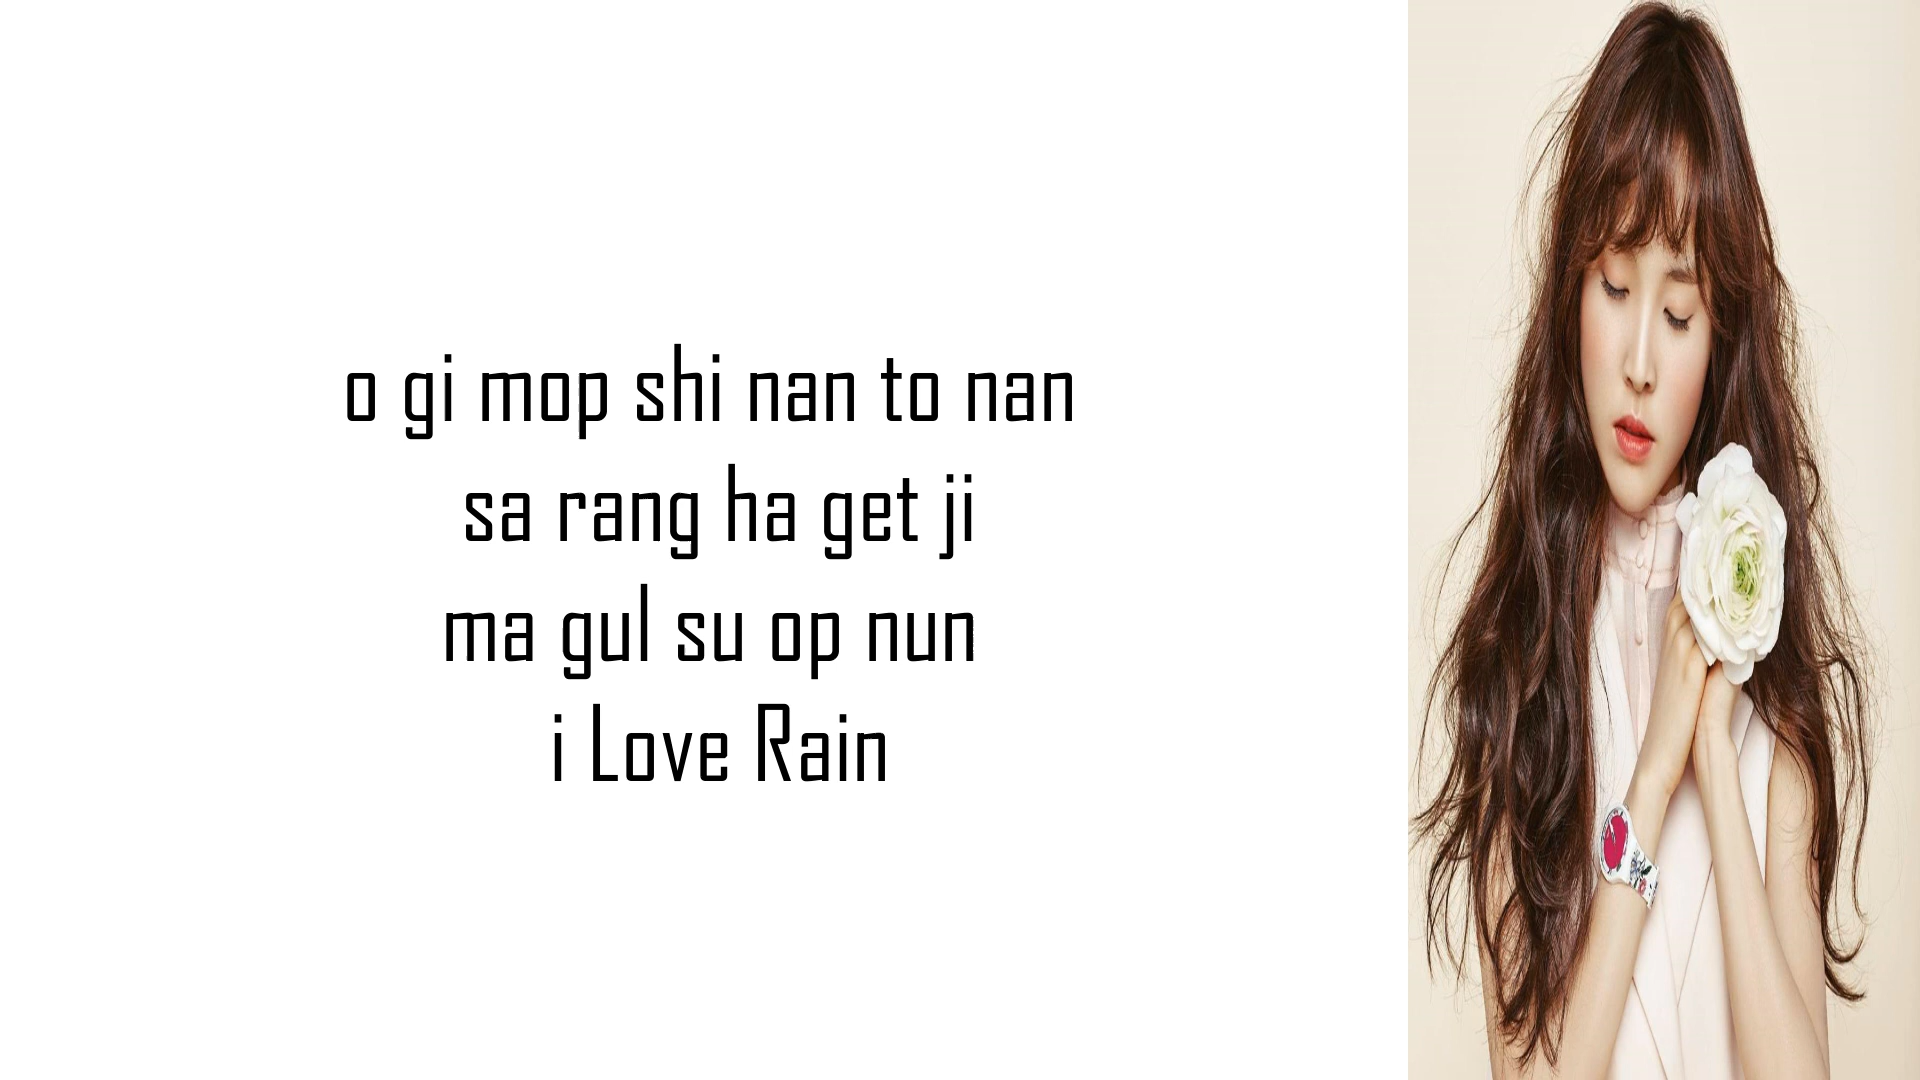 o gi mop shi nan to nan
sa rang ha get ji
ma gul su op nun
i Love Rain